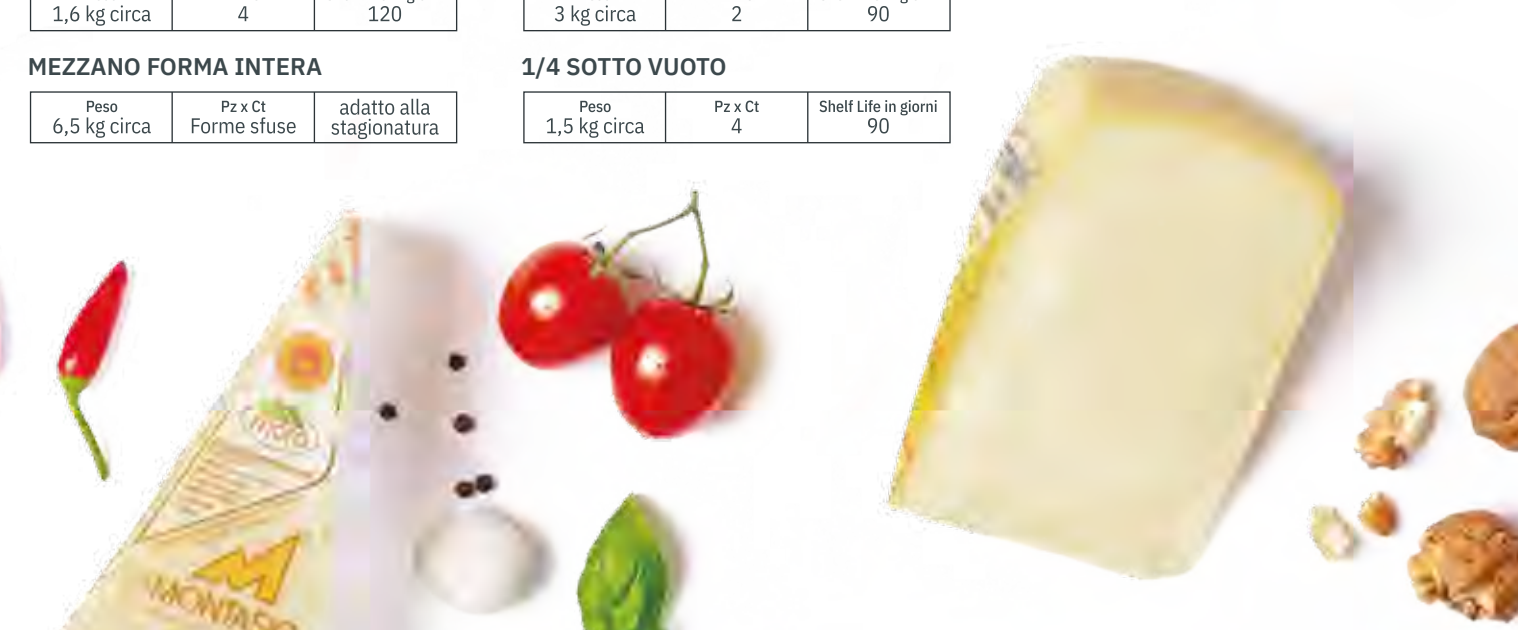 1,6 kg circa 4 120
3 kg circa 2 90
MEZZANO FORMA INTERA
Peso Pz x Ct adatto alla
6,5 kg circa Forme sfuse stagionatura
1/4 SOTTO VUOTO
Peso Pz x Ct Shelf Life in giorni
1,5 kg circa 4 90
moro
MONTASIO